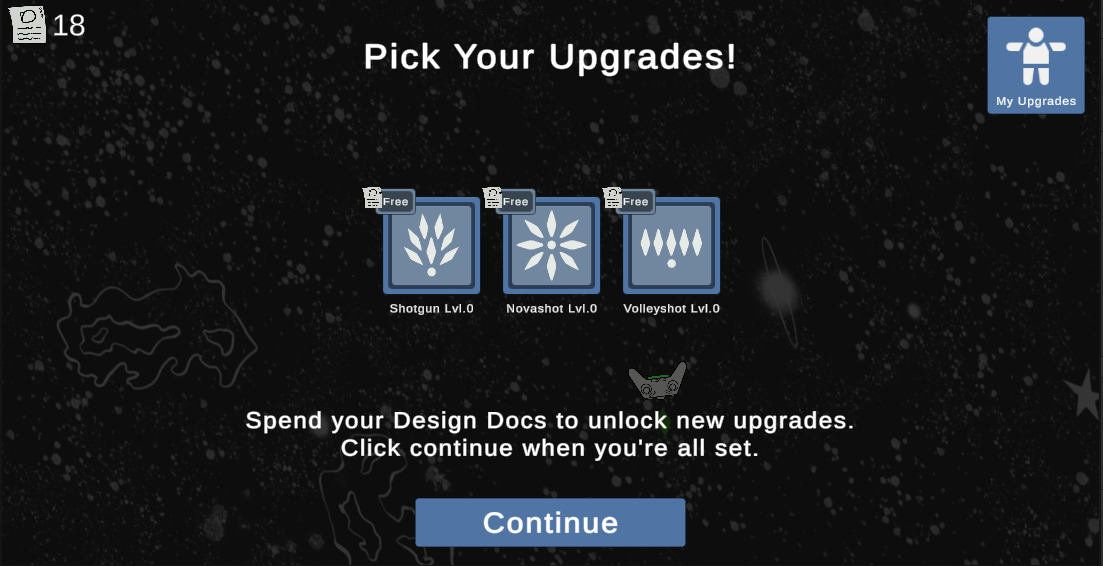 18
Pick Your Upgrades!
My Upgrades
Free
Free
Free
Shotgun Lvl.0
Novashot Lvl.0
Volleyshot Lvl.0
Spend your Design Docs to unlock new upgrades.
Click continue when you're all set.
Continue